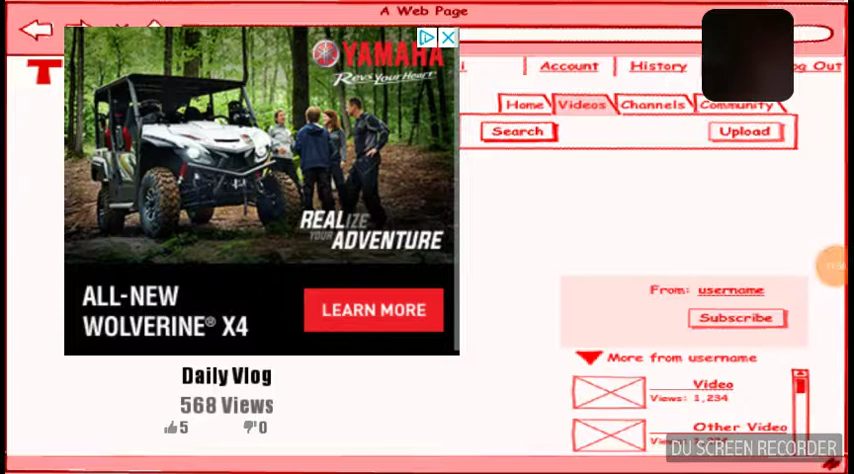 A Web Page
YAMAHA
Revs Your Heart
T
Account
History
Out
Home
Videos
Channels
Community
Search
Upload
REALIZE
YOUR ADVENTURE
ALL-NEW
WOLVERINE® X4
LEARN MORE
From: username
Subscribe
More from username
Video
Views: 1,234
Other Video
Daily Vlog
568 Views
5
0
DU SCREEN RECORDER